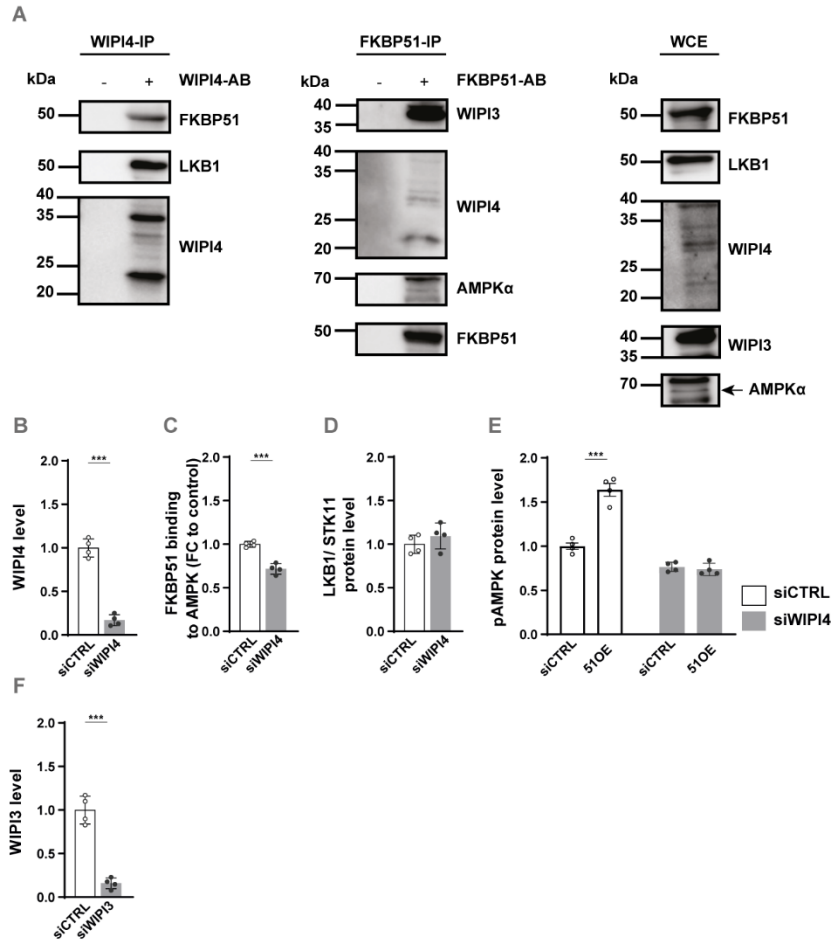 A
WIPI4-IP
kDa - + WIPI4-AB
50 FKBP51
50 LKB1
40
35
WIPI4
25
20
FKBP51-IP
kDa - + FKBP51-AB
40 WIPI3
35
40
35
WIPI4
25
20
70 AMPKα
50 FKBP51
WCE
kDa
50 FKBP51
50 LKB1
40
35
WIPI4
25
20
40 WIPI3
35
70 AMPKα
B
WIPI4 level
2.0
1.5
1.0
0.5
0.0
***
siCTRL
siWIPI4
C
FKBP51 binding
to AMPK (FC to control)
2.0
1.5
1.0
0.5
0.0
***
siCTRL
siWIPI4
D
LKB1/ STK11
protein level
2.0
1.5
1.0
0.5
0.0
siCTRL
siWIPI4
E
pAMPK protein level
2.0
1.5
1.0
0.5
0.0
***
siCTRL
51OE
siCTRL
51OE
siCTRL
siWIPI4
F
WIPI3 level
2.0
1.5
1.0
0.5
0.0
***
siCTRL
siWIPI3